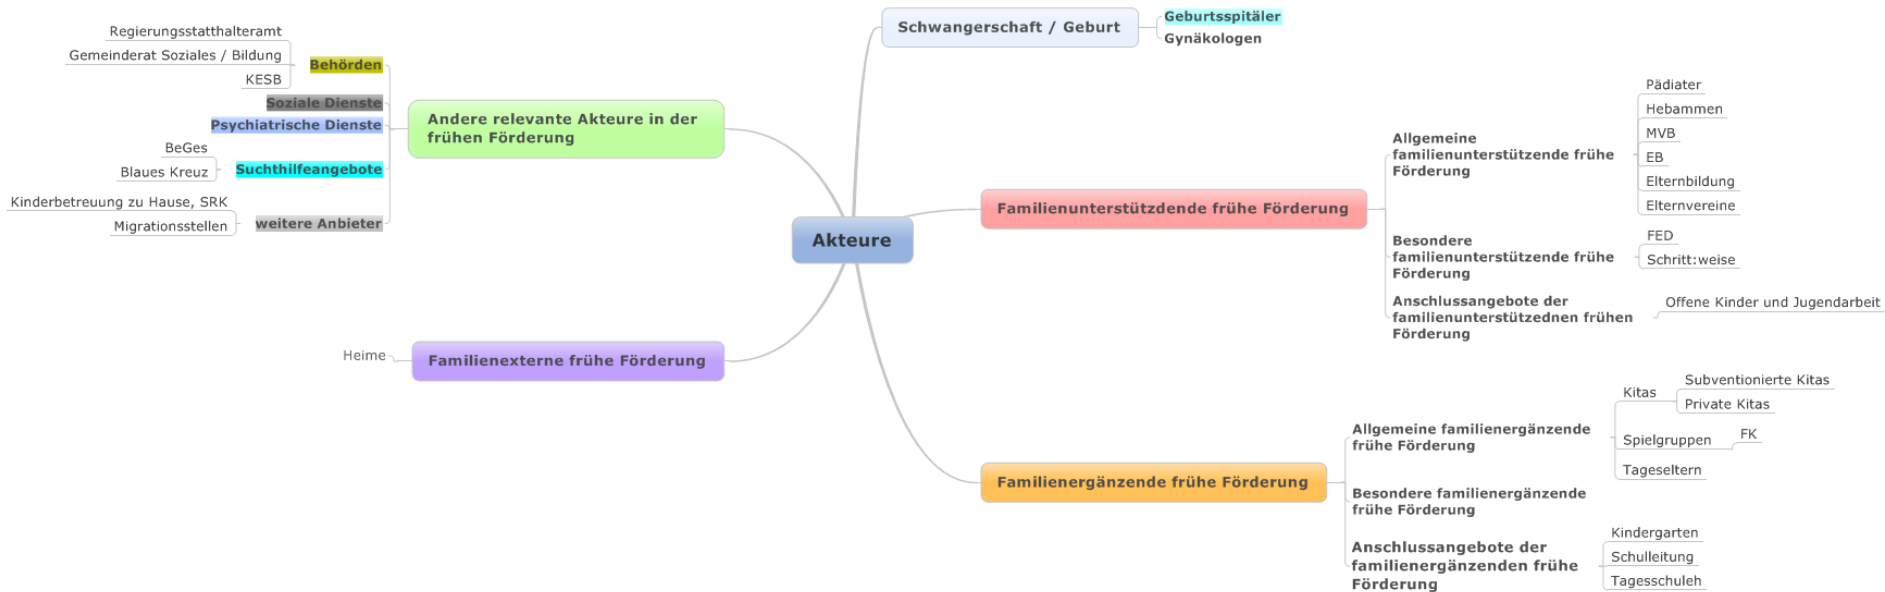 Akteure
Schwangerschaft / Geburt
Geburtsspitäler
Gynäkologen
Familienunterstützdende frühe Förderung
Allgemeine
familienunterstützende frühe
Förderung
Pädiater
Hebammen
MVB
EB
Elternbildung
Elternvereine
Besondere
familienunterstützende frühe
Förderung
FED
Schritt:weise
Anschlussangebote der
familienunterstützednen frühen
Förderung
Offene Kinder und Jugendarbeit
Familienergänzende frühe Förderung
Allgemeine familienergänzende
frühe Förderung
Kitas
Subventionierte Kitas
Private Kitas
Spielgruppen
FK
Tageseltern
Besondere familienergänzende
frühe Förderung
Anschlussangebote der
familienergänzenden frühe
Förderung
Kindergarten
Schulleitung
Tagesschuleh
Andere relevante Akteure in der
frühen Förderung
Behörden
Regierungsstatthalteramt
Gemeinderat Soziales / Bildung
KESB
Soziale Dienste
Psychiatrische Dienste
Suchthilfeangebote
BeGes
Blaues Kreuz
weitere Anbieter
Kinderbetreuung zu Hause, SRK
Migrationsstellen
Familienexterne frühe Förderung
Heime